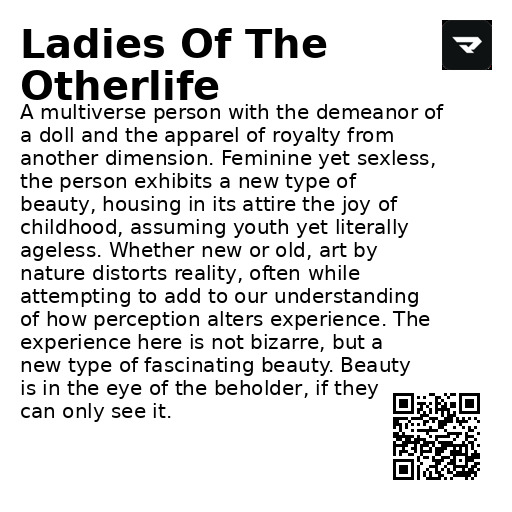 Ladies Of The
Otherlife
A multiverse person with the demeanor of
a doll and the apparel of royalty from
another dimension. Feminine yet sexless,
the person exhibits a new type of
beauty, housing in its attire the joy of
childhood, assuming youth yet literally
ageless. Whether new or old, art by
nature distorts reality, often while
attempting to add to our understanding
of how perception alters experience. The
experience here is not bizarre, but a
new type of fascinating beauty. Beauty
is in the eye of the beholder, if they
can only see it.